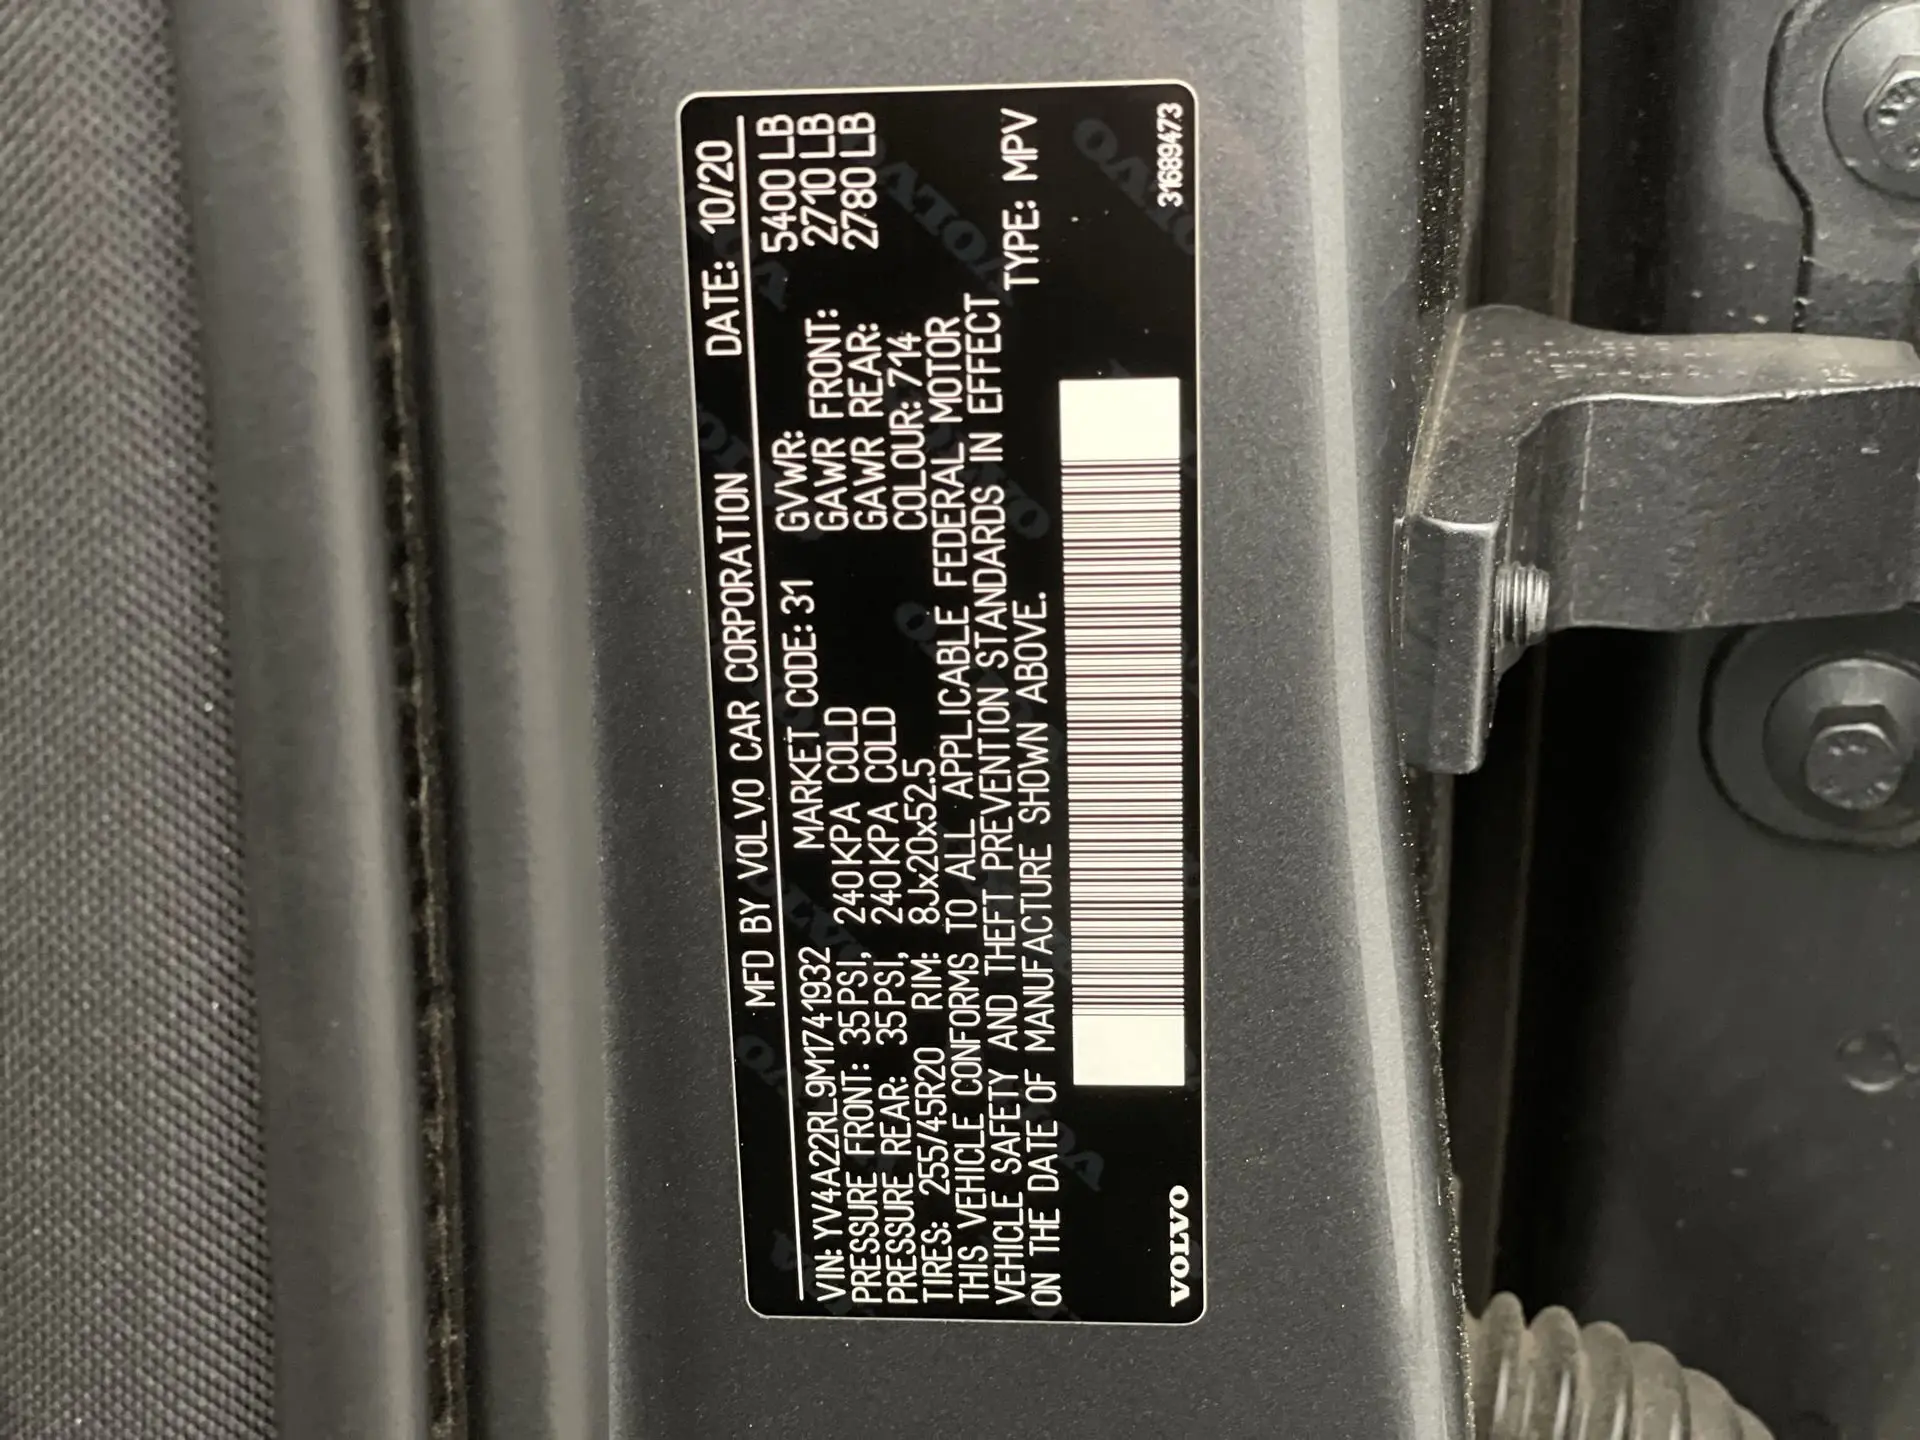 MFD BY VOLVO CAR CORPORATION DATE: 10/20
VIN: YV4A22RL9M1741932 MARKET CODE: 31 GVWR: 5400 LB
PRESSURE FRONT: 35PSI, 240KPA COLD GAWR FRONT: 2710 LB
PRESSURE REAR: 35PSI, 240KPA COLD GAWR REAR: 2780 LB
TIRES: 255/45R20 RIM: 8Jx20x52.5 COLOUR: 714
THIS VEHICLE CONFORMS TO ALL APPLICABLE FEDERAL MOTOR
VEHICLE SAFETY AND THEFT PREVENTION STANDARDS IN EFFECT
ON THE DATE OF MANUFACTURE SHOWN ABOVE. TYPE: MPV
VOLVO 31689473